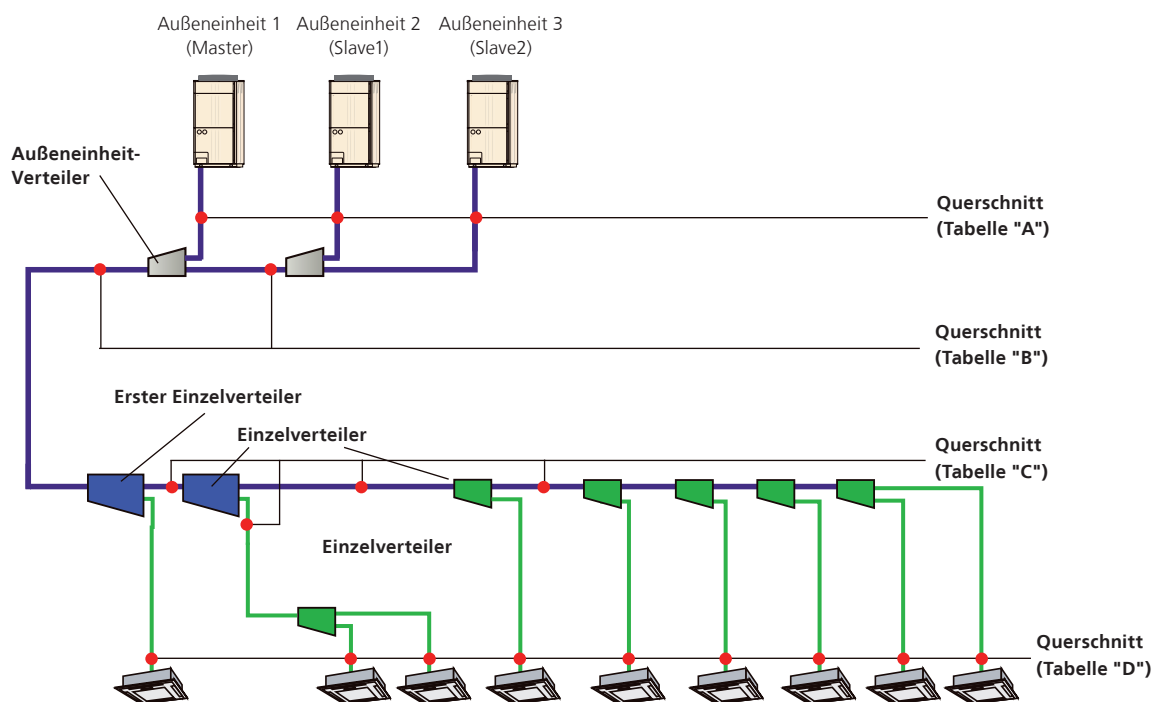 Außeneinheit 1
(Master)
Außeneinheit 2
(Slave1)
Außeneinheit 3
(Slave2)
Außeneinheit-
Verteiler
Querschnitt
(Tabelle "A")
Querschnitt
(Tabelle "B")
Erster Einzelverteiler
Einzelverteiler
Querschnitt
(Tabelle "C")
Einzelverteiler
Querschnitt
(Tabelle "D")